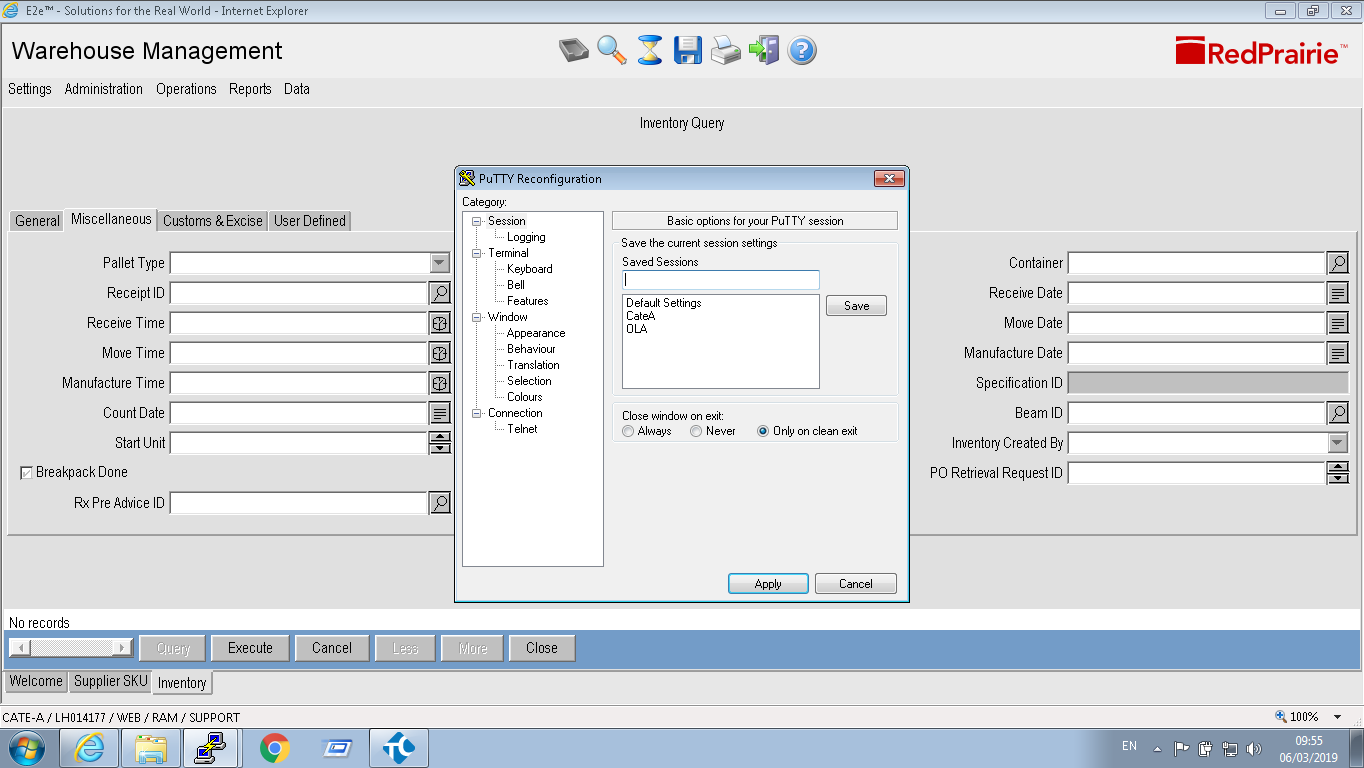 E2e™ - Solutions for the Real World - Internet Explorer
Warehouse Management
RedPrairie™
Settings Administration Operations Reports Data
Inventory Query
General Miscellaneous Customs & Excise User Defined
Pallet Type
Receipt ID
Receive Time
Move Time
Manufacture Time
Count Date
Start Unit
Breakpack Done
Rx Pre Advice ID
PuTTY Reconfiguration
Category:
Session
Logging
Terminal
Keyboard
Bell
Features
Window
Appearance
Behaviour
Translation
Selection
Colours
Connection
Telnet
Basic options for your PuTTY session
Save the current session settings
Saved Sessions
Default Settings
CateA
OLA
Save
Close window on exit:
Always Never Only on clean exit
Apply Cancel
Container
Receive Date
Move Date
Manufacture Date
Specification ID
Beam ID
Inventory Created By
PO Retrieval Request ID
No records
Query Execute Cancel Less More Close
Welcome Supplier SKU Inventory
CATE-A / LH014177 / WEB / RAM / SUPPORT
100%
EN
09:55
06/03/2019